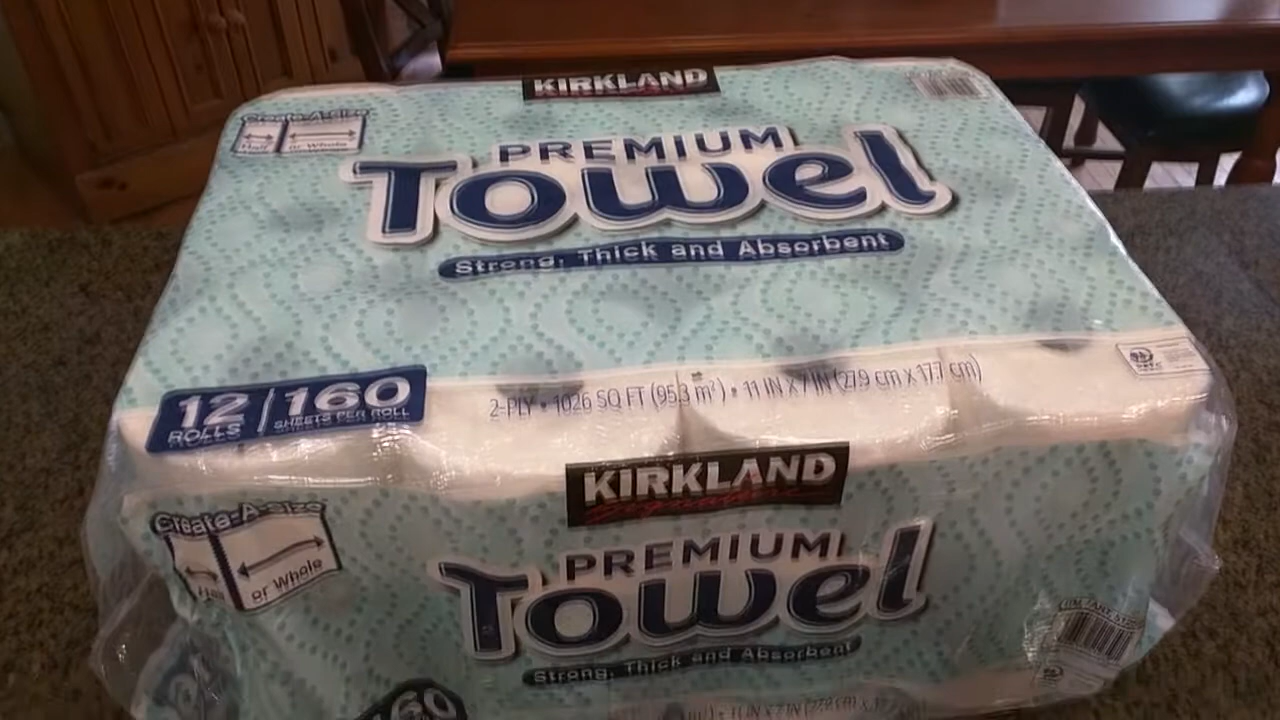 KIRKLAND
Create-A-Size
Half or Whole
PREMIUM
Towel
Strong, Thick and Absorbent
12 ROLLS
160 SHEETS PER ROLL
2-PLY • 1026 SQ FT (95.3 m²) • 11 IN X 7 IN (27.9 cm x 17.7 cm)
KIRKLAND
Signature
Create-A-Size
Half or Whole
PREMIUM
Towel
Strong, Thick and Absorbent